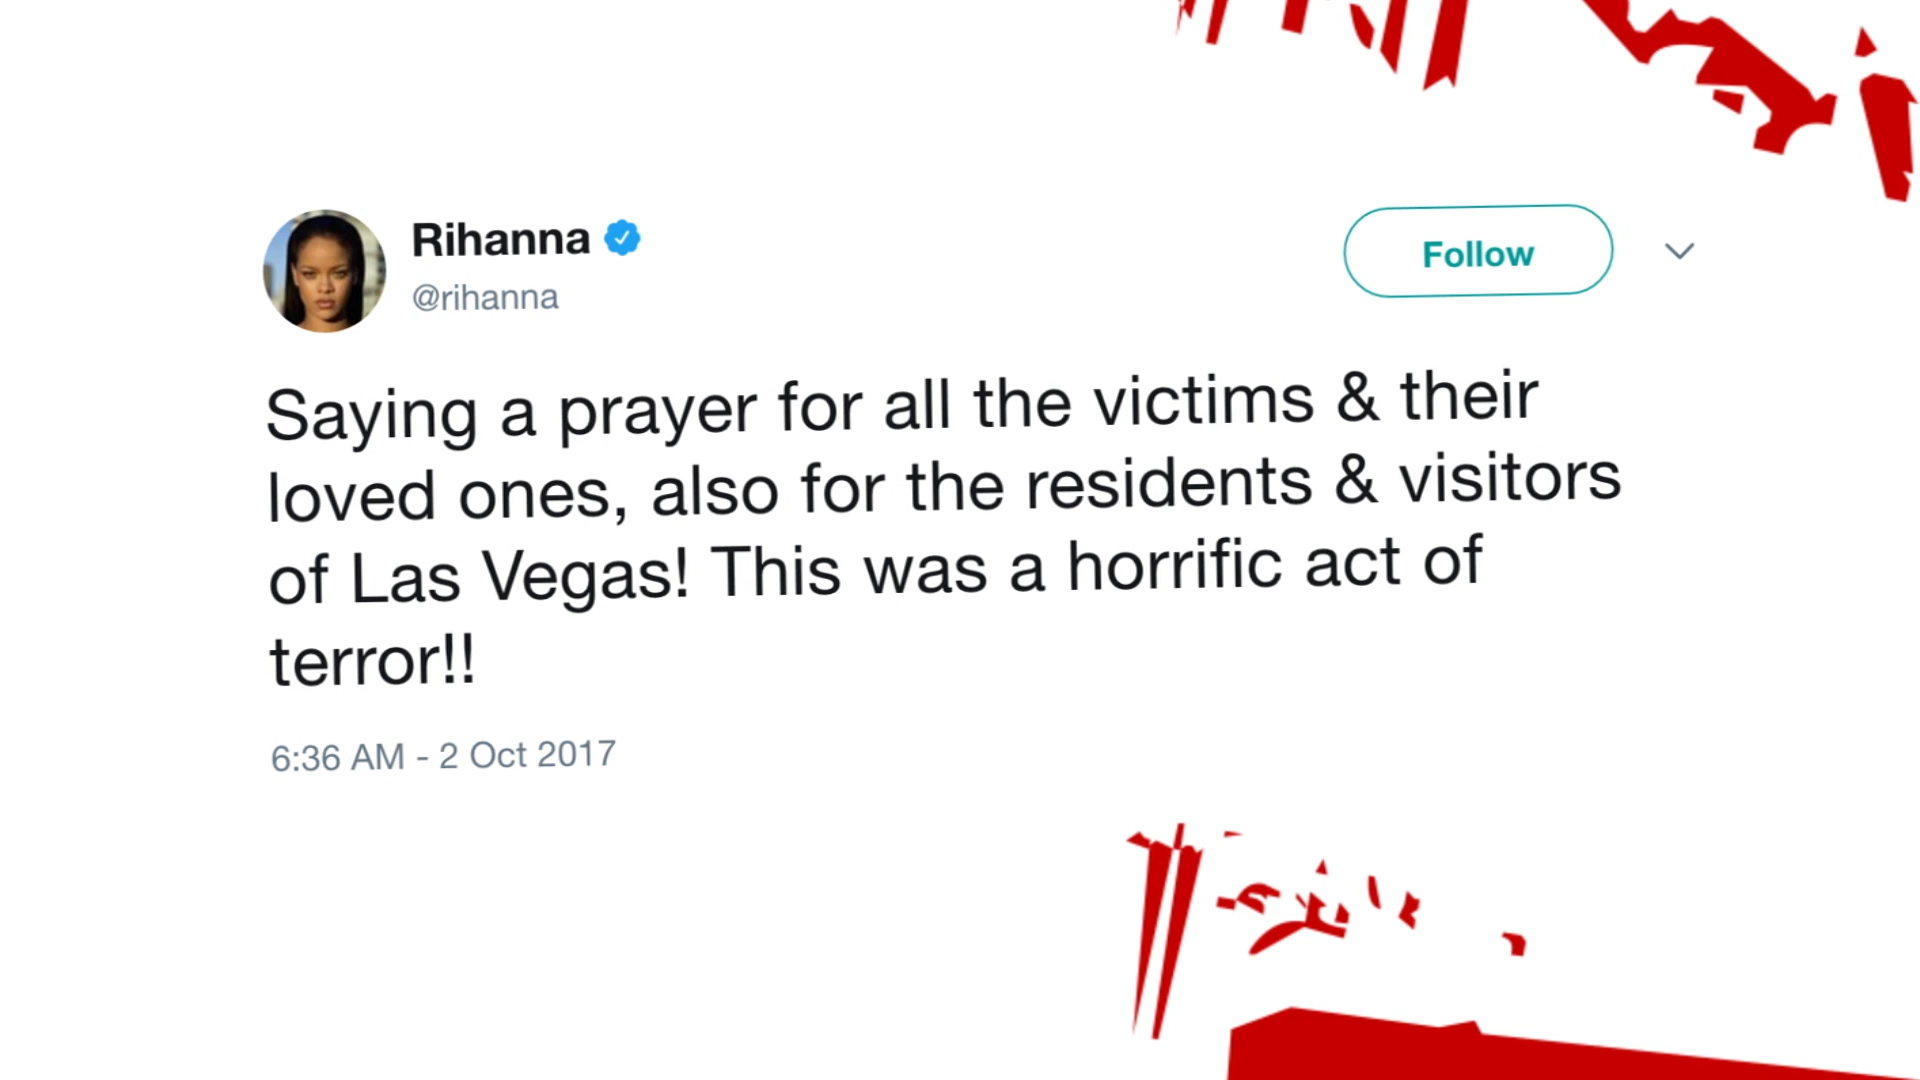 Rihanna
@rihanna
Follow
Saying a prayer for all the victims & their
loved ones, also for the residents & visitors
of Las Vegas! This was a horrific act of
terror!!
6:36 AM - 2 Oct 2017